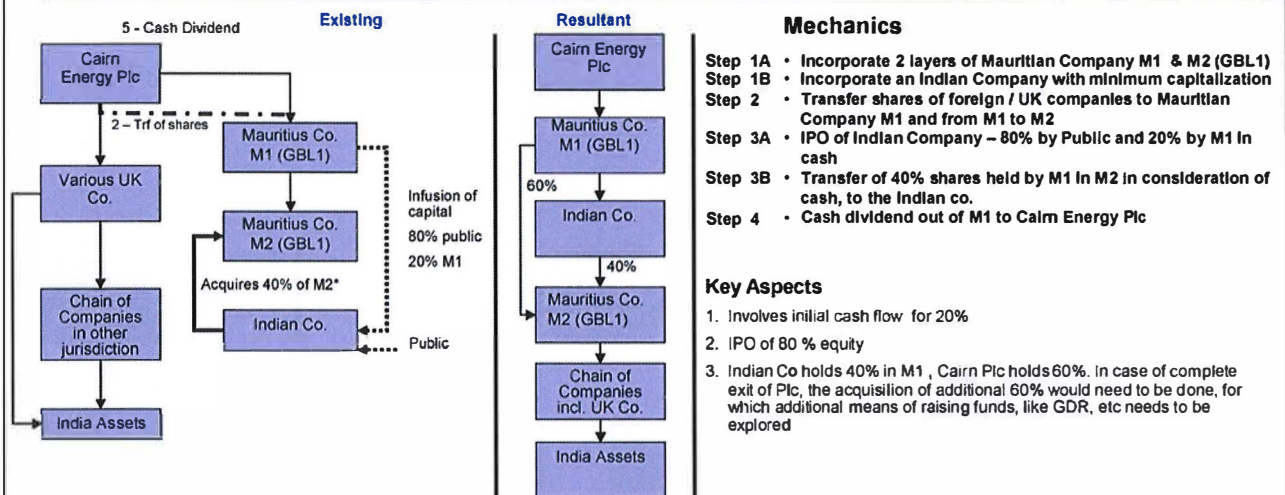 5 - Cash Dividend
Existing
Cairn
Energy Plc
2 – Trf of shares
Mauritius Co.
M1 (GBL1)
Various UK
Co.
Mauritius Co.
M2 (GBL1)
Infusion of
capital
80% public
20% M1
Acquires 40% of M2*
Chain of
Companies
in other
jurisdiction
Indian Co.
Public
India Assets
Resultant
Cairn Energy
Plc
Mauritius Co.
M1 (GBL1)
60%
Indian Co.
40%
Mauritius Co.
M2 (GBL1)
Chain of
Companies
incl. UK Co.
India Assets
Mechanics
Step 1A • Incorporate 2 layers of Mauritian Company M1 & M2 (GBL1)
Step 1B • Incorporate an Indian Company with minimum capitalization
Step 2 • Transfer shares of foreign / UK companies to Mauritian
Company M1 and from M1 to M2
Step 3A • IPO of Indian Company – 80% by Public and 20% by M1 in
cash
Step 3B • Transfer of 40% shares held by M1 in M2 in consideration of
cash, to the Indian co.
Step 4 • Cash dividend out of M1 to Cairn Energy Plc
Key Aspects
1. Involves initial cash flow for 20%
2. IPO of 80 % equity
3. Indian Co holds 40% in M1 , Cairn Plc holds 60%. In case of complete
exit of Plc, the acquisition of additional 60% would need to be done, for
which additional means of raising funds, like GDR, etc needs to be
explored